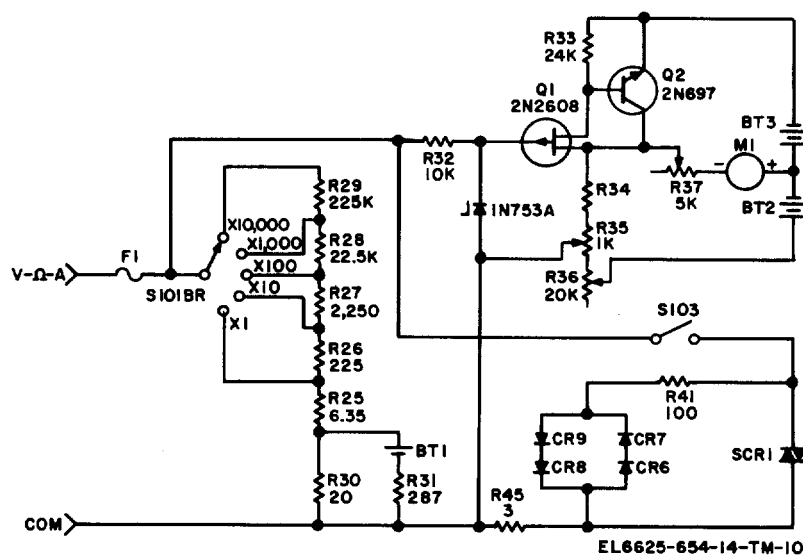 R33
24K
Q2
2N697
Q1
2N2608
BT3
M1
- +
R32
10K
R37
5K
BT2
R29
225K
R34
1N753A
R35
1K
X10,000
X1,000
R28
22.5K
F1
V-Ω-A
X100
R36
20K
S101BR
X10
R27
2,250
X1
S103
R26
225
R25
6.35
R41
100
BT1
CR9
CR7
CR8
CR6
SCR1
R30
20
R31
287
R45
3
COM
EL6625-654-14-TM-10